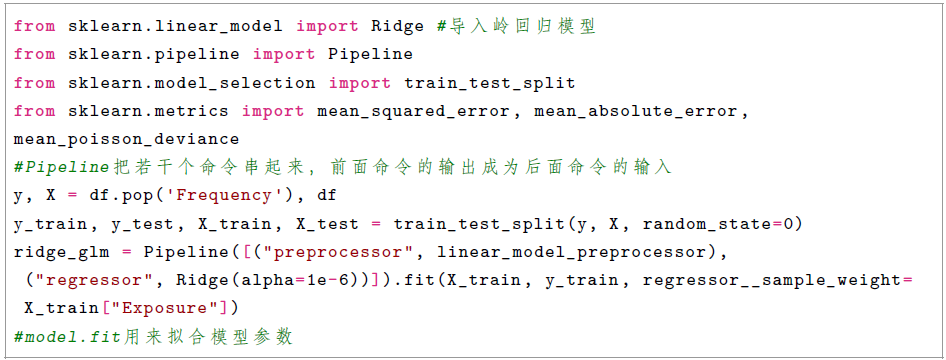 from sklearn.linear_model import Ridge #导入岭回归模型
from sklearn.pipeline import Pipeline
from sklearn.model_selection import train_test_split
from sklearn.metrics import mean_squared_error, mean_absolute_error,
mean_poisson_deviance
#Pipeline把若干个命令串起来，前面命令的输出成为后面命令的输入
y, X = df.pop('Frequency'), df
y_train, y_test, X_train, X_test = train_test_split(y, X, random_state=0)
ridge_glm = Pipeline([("preprocessor", linear_model_preprocessor),
("regressor", Ridge(alpha=1e-6))]).fit(X_train, y_train, regressor__sample_weight=
X_train["Exposure"])
#model.fit用来拟合模型参数